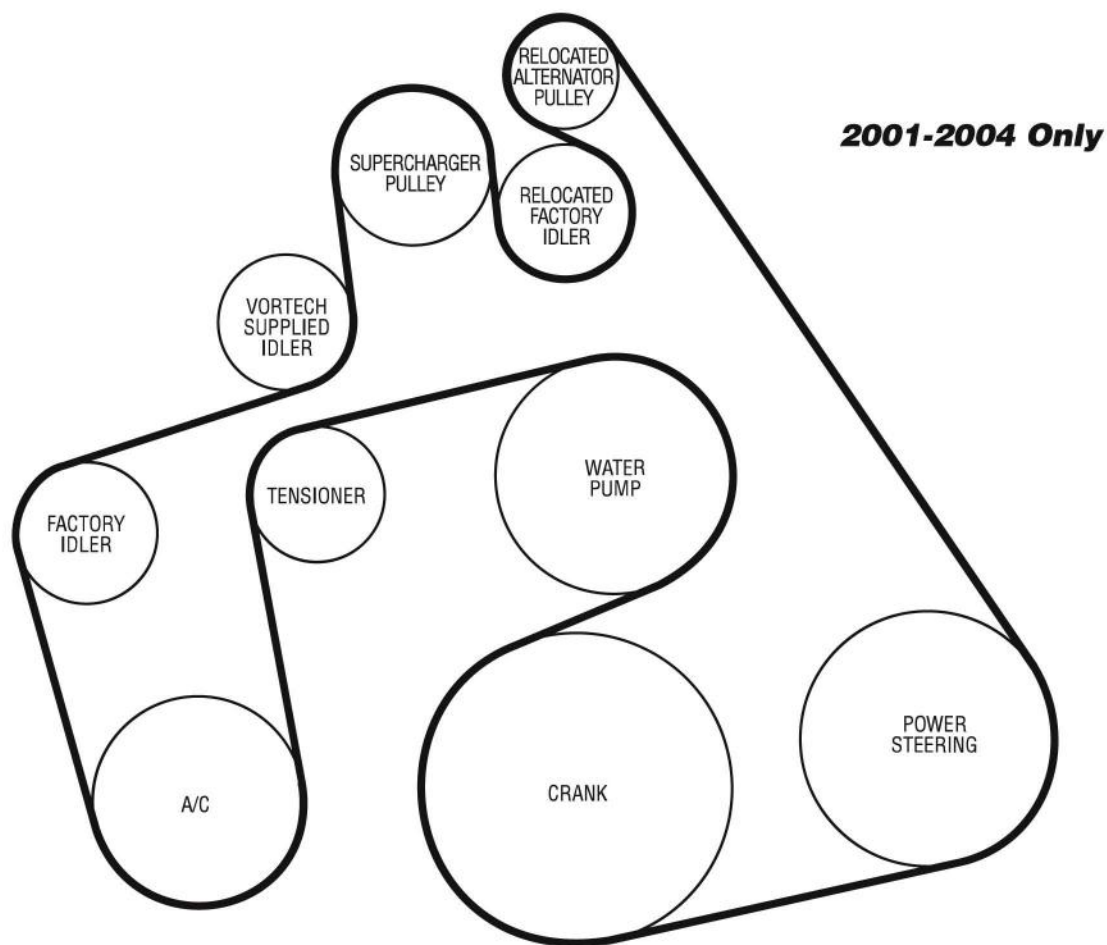 RELOCATED
ALTERNATOR
PULLEY
2001-2004 Only
SUPERCHARGER
PULLEY
RELOCATED
FACTORY
IDLER
VORTECH
SUPPLIED
IDLER
WATER
PUMP
TENSIONER
FACTORY
IDLER
POWER
STEERING
CRANK
A/C